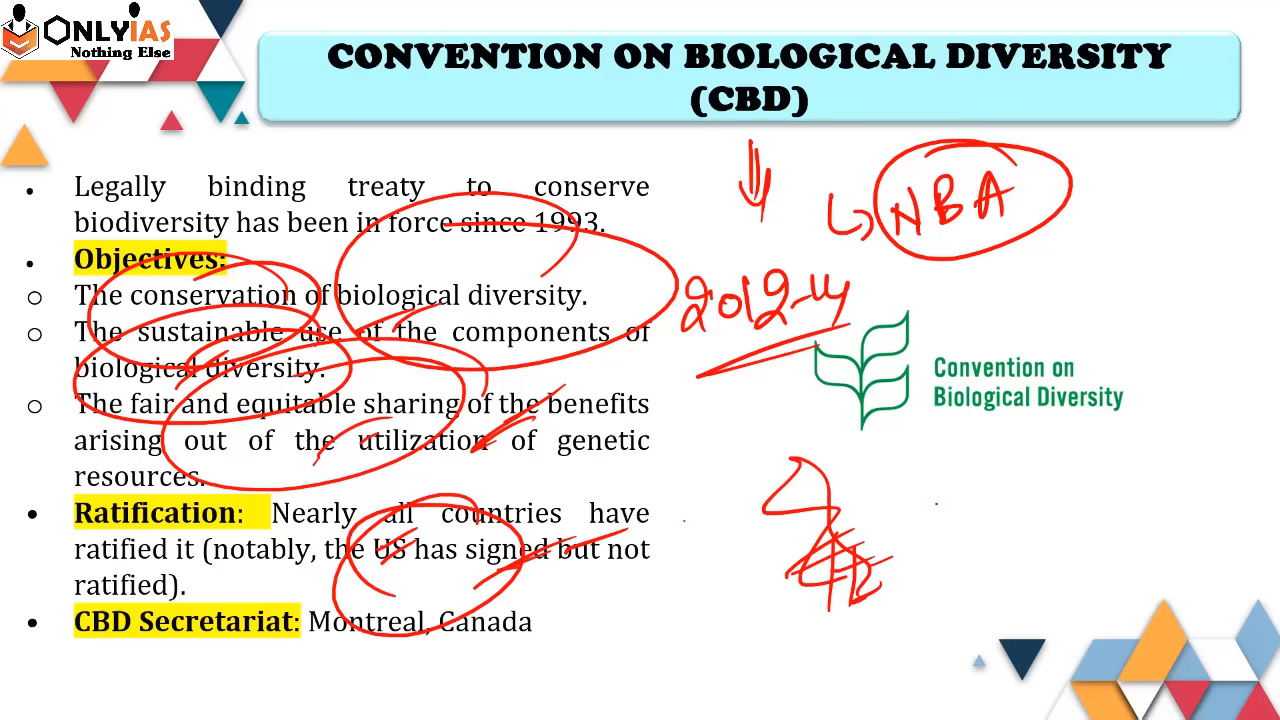 ONLYIAS
Nothing Else
CONVENTION ON BIOLOGICAL DIVERSITY
(CBD)
• Legally binding treaty to conserve
biodiversity has been in force since 1993.
• Objectives:
o The conservation of biological diversity.
o The sustainable use of the components of
biological diversity.
o The fair and equitable sharing of the benefits
arising out of the utilization of genetic
resources.
• Ratification: Nearly all countries have
ratified it (notably, the US has signed but not
ratified).
• CBD Secretariat: Montreal, Canada
NBA
2012-14
Convention on
Biological Diversity